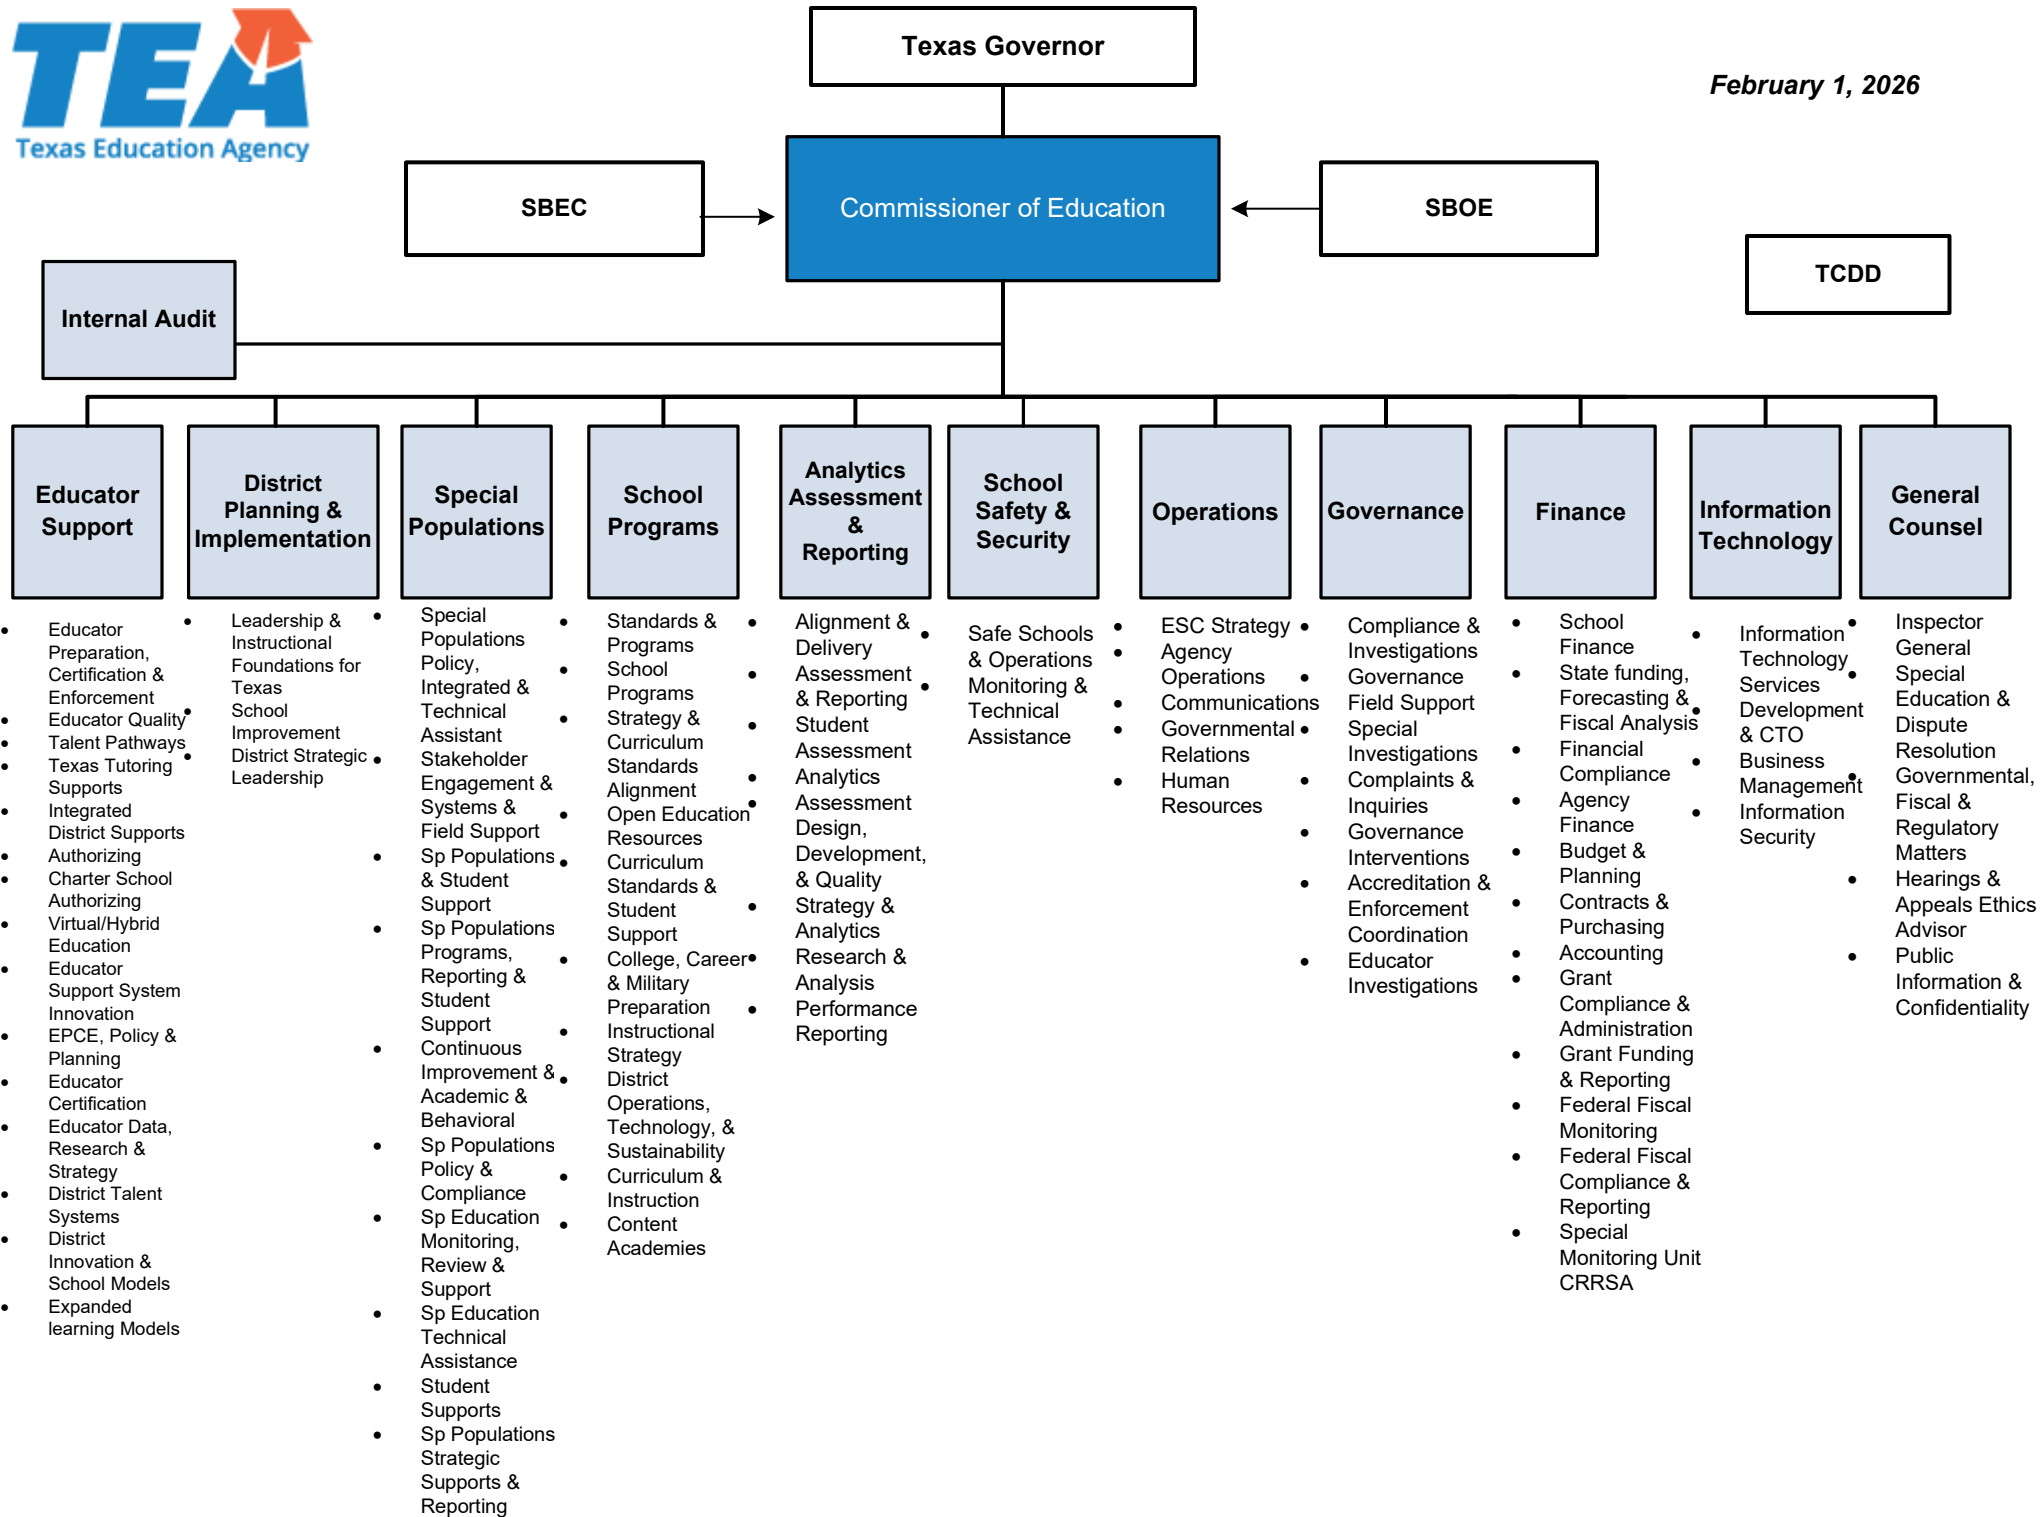 TEA
Texas Education Agency
Texas Governor
February 1, 2026
Commissioner of Education
SBEC
SBOE
TCDD
Internal Audit
Educator
Support
District
Planning &
Implementation
Special
Populations
School
Programs
Analytics
Assessment
&
Reporting
School
Safety &
Security
Operations
Governance
Finance
Information
Technology
General
Counsel
• Educator
Preparation,
Certification &
Enforcement
• Educator Quality
• Talent Pathways
• Texas Tutoring
Supports
• Integrated
District Supports
• Authorizing
• Charter School
Authorizing
• Virtual/Hybrid
Education
• Educator
Support System
Innovation
• EPCE, Policy &
Planning
• Educator
Certification
• Educator Data,
Research &
Strategy
• District Talent
Systems
• District
Innovation &
School Models
• Expanded
learning Models
• Leadership &
Instructional
Foundations for
Texas
• School
Improvement
• District Strategic
Leadership
• Special
Populations
Policy,
Integrated &
Technical
Assistant
• Stakeholder
Engagement &
Systems &
Field Support
• Sp Populations
& Student
Support
• Sp Populations
Programs,
Reporting &
Student
Support
• Continuous
Improvement &
Academic &
Behavioral
• Sp Populations
Policy &
Compliance
• Sp Education
Monitoring,
Review &
Support
• Sp Education
Technical
Assistance
• Student
Supports
• Sp Populations
Strategic
Supports &
Reporting
• Standards &
Programs
• School
Programs
• Strategy &
Curriculum
Standards
Alignment
• Open Education
Resources
• Curriculum
Standards &
Student
Support
• College, Career
& Military
Preparation
• Instructional
Strategy
• District
Operations,
Technology, &
Sustainability
• Curriculum &
Instruction
• Content
Academies
• Alignment &
Delivery
• Assessment
& Reporting
• Student
Assessment
• Analytics
• Assessment
Design,
Development,
& Quality
• Strategy &
Analytics
• Research &
Analysis
• Performance
Reporting
• Safe Schools
& Operations
• Monitoring &
Technical
Assistance
• ESC Strategy
• Agency
Operations
• Communications
• Governmental
Relations
• Human
Resources
• Compliance &
Investigations
• Governance
Field Support
• Special
Investigations
• Complaints &
Inquiries
• Governance
Interventions
• Accreditation &
Enforcement
Coordination
• Educator
Investigations
• School
Finance
• State funding,
Forecasting &
Fiscal Analysis
• Financial
Compliance
• Agency
Finance
• Budget &
Planning
• Contracts &
Purchasing
• Accounting
• Grant
Compliance &
Administration
• Grant Funding
& Reporting
• Federal Fiscal
Monitoring
• Federal Fiscal
Compliance &
Reporting
• Special
Monitoring Unit
CRRSA
• Information
Technology
Services
• Development
& CTO
• Business
Management
• Information
Security
• Inspector
General
• Special
Education &
Dispute
Resolution
• Governmental,
Fiscal &
Regulatory
Matters
• Hearings &
Appeals Ethics
Advisor
• Public
Information &
Confidentiality